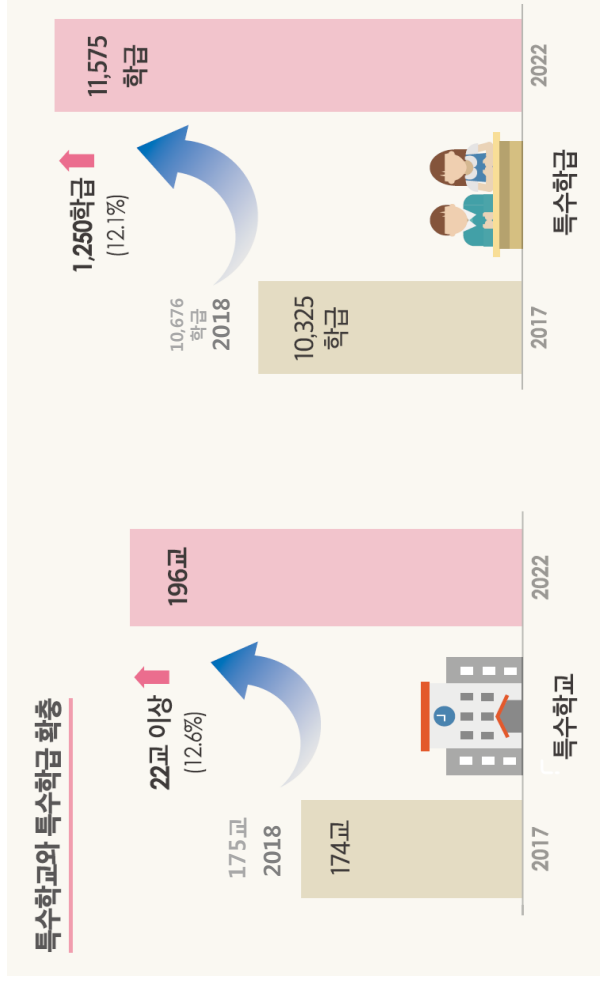 특수학교와 특수학급 확충
22교 이상
(12.6%)
175교
2018
174교
196교
2017
2022
특수학교
1,250학급
(12.1%)
10,676
학급
2018
10,325
학급
11,575
학급
2017
2022
특수학급